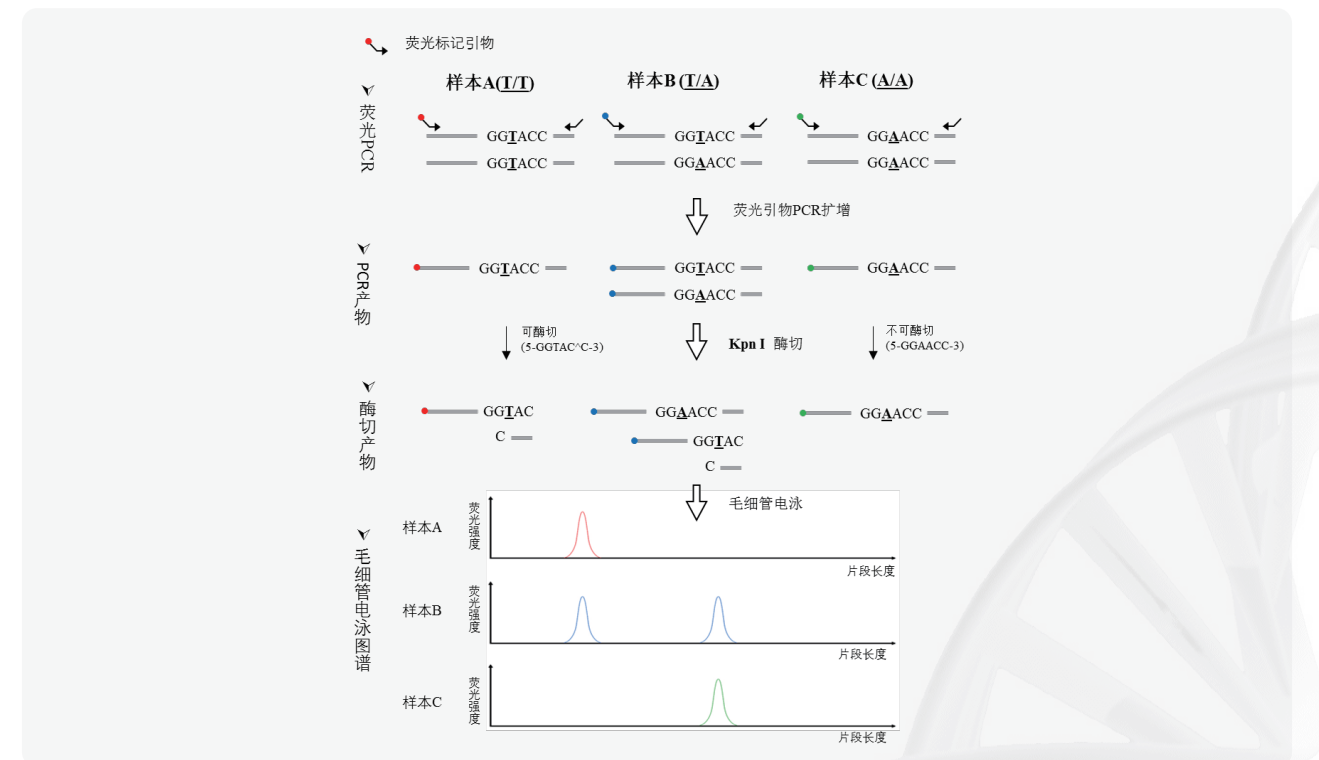 荧光标记引物
样本A(T/T) 样本B (T/A) 样本C (A/A)
荧光PCR
GGTACC GGTACC GGAACC
GGTACC GGAACC GGAACC
荧光引物PCR扩增
PCR产物
GGTACC GGTACC GGAACC
GGAACC
可酶切
(5-GGTAC^C-3)
Kpn I 酶切
不可酶切
(5-GGAACC-3)
酶切产物
GGTAC GGAACC GGAACC
C GGTAC
C
毛细管电泳
毛细管电泳图谱
样本A
荧光强度
片段长度
样本B
荧光强度
片段长度
样本C
荧光强度
片段长度